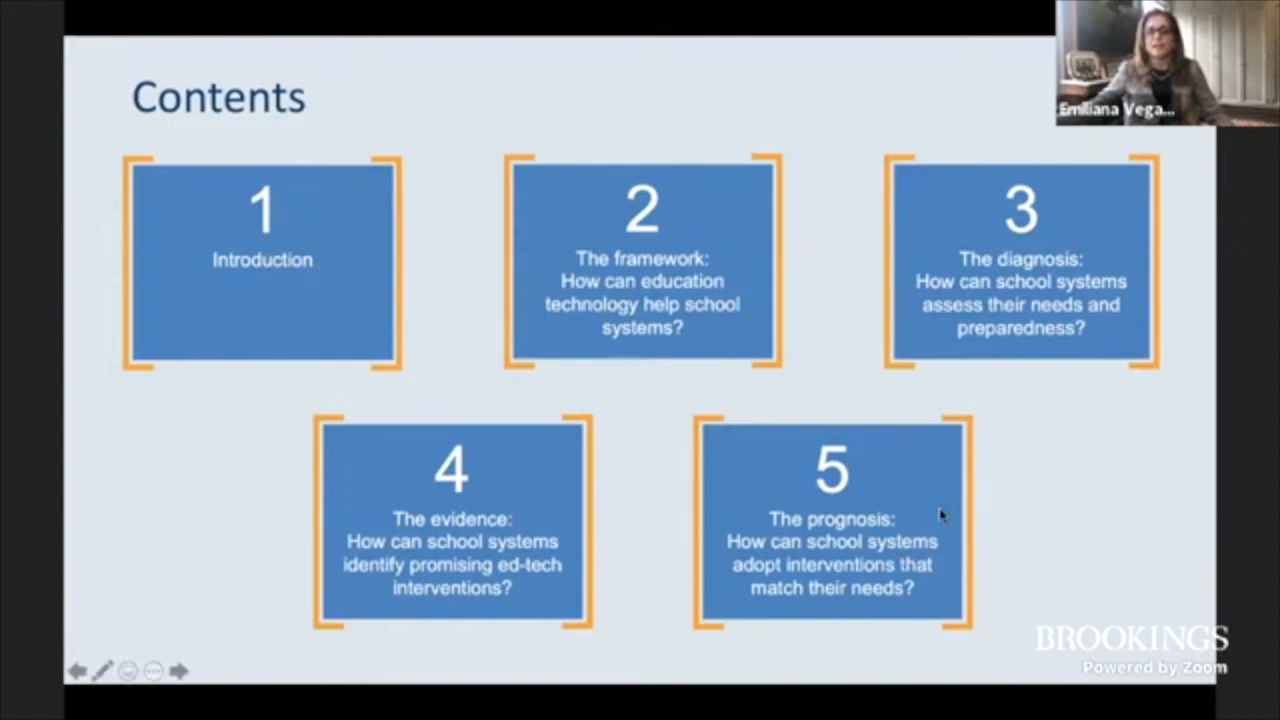 Contents
Emiliana Vega...
1
Introduction
2
The framework:
How can education
technology help school
systems?
3
The diagnosis:
How can school systems
assess their needs and
preparedness?
4
The evidence:
How can school systems
identify promising ed-tech
interventions?
5
The prognosis:
How can school systems
adopt interventions that
match their needs?
BROOKINGS
Powered by Zoom